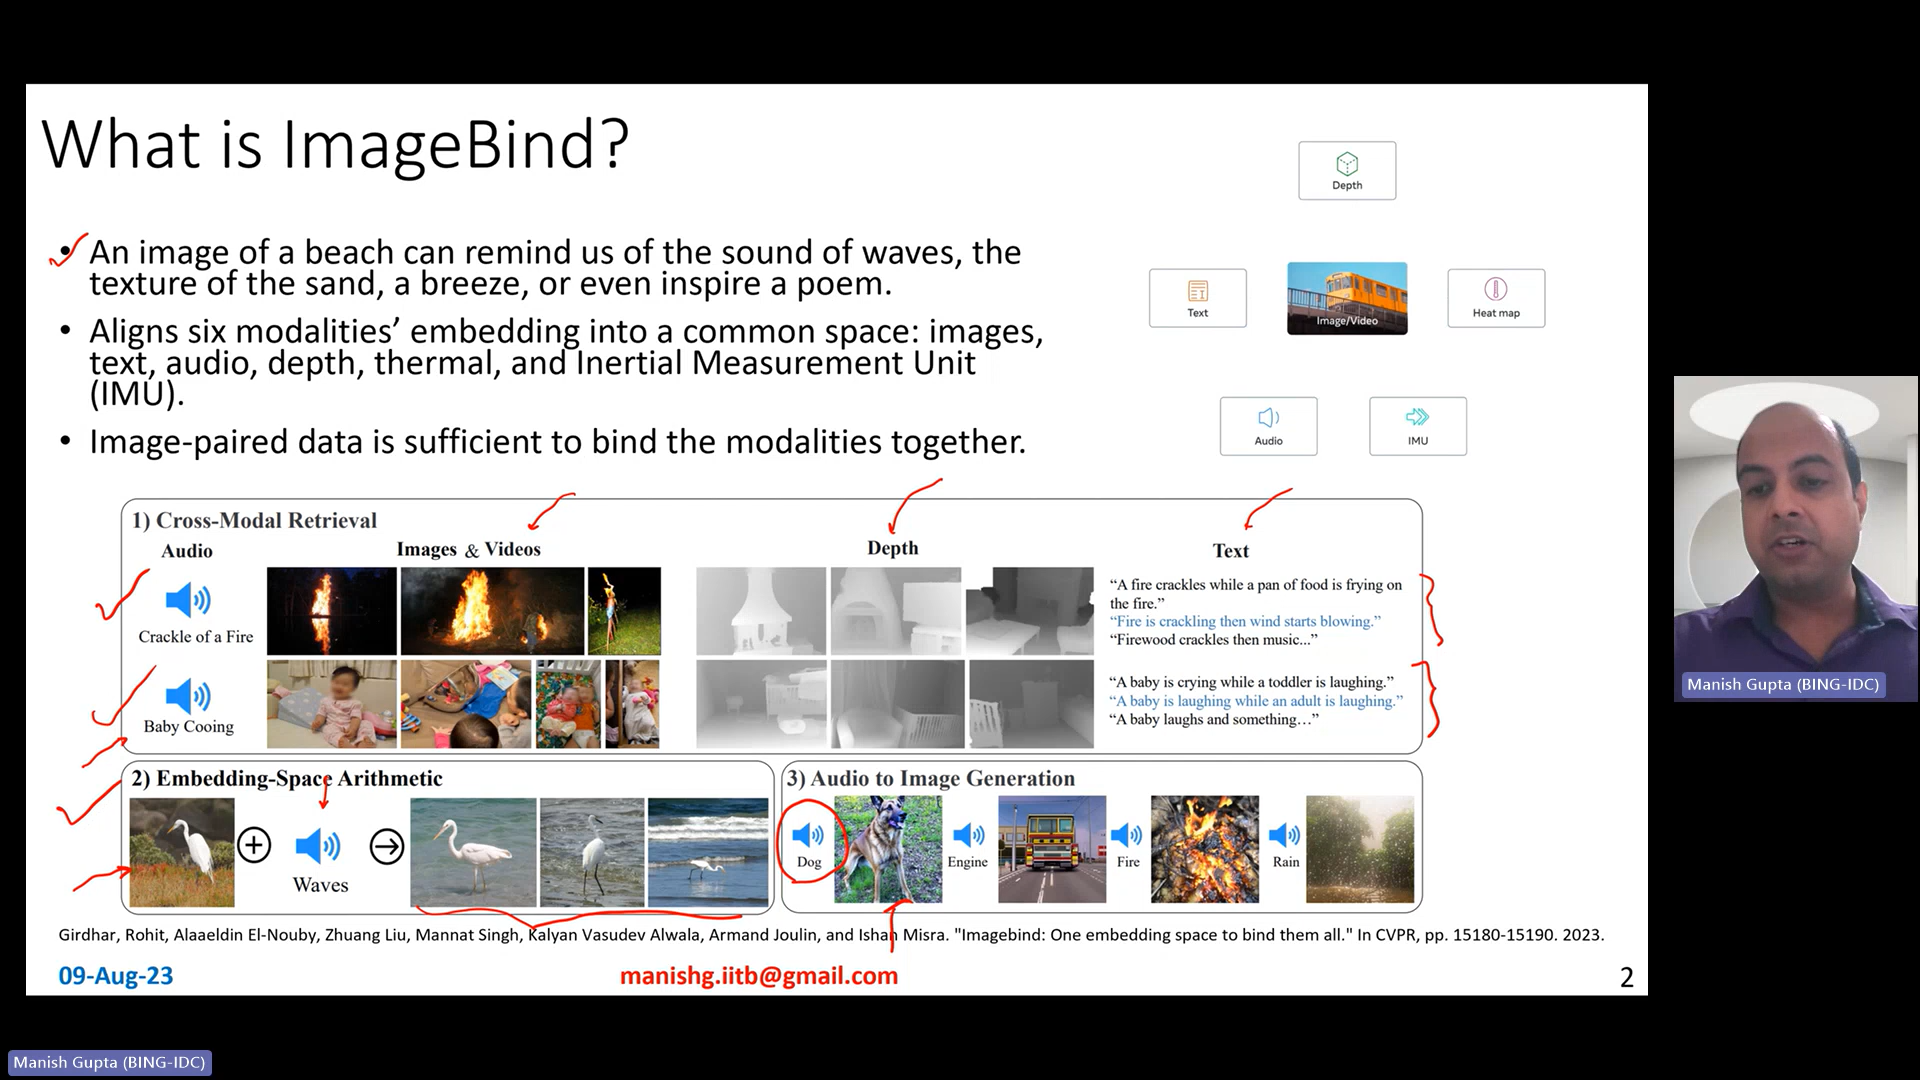 What is ImageBind?
• An image of a beach can remind us of the sound of waves, the
texture of the sand, a breeze, or even inspire a poem.
• Aligns six modalities’ embedding into a common space: images,
text, audio, depth, thermal, and Inertial Measurement Unit
(IMU).
• Image-paired data is sufficient to bind the modalities together.
Depth
Text
Image/Video
Heat map
Audio
IMU
1) Cross-Modal Retrieval
Audio
Images & Videos
Depth
Text
Crackle of a Fire
“A fire crackles while a pan of food is frying on
the fire.”
“Fire is crackling then wind starts blowing.”
“Firewood crackles then music...”
Baby Cooing
“A baby is crying while a toddler is laughing.”
“A baby is laughing while an adult is laughing.”
“A baby laughs and something…”
2) Embedding-Space Arithmetic
Waves
3) Audio to Image Generation
Dog
Engine
Fire
Rain
Girdhar, Rohit, Alaaeldin El-Nouby, Zhuang Liu, Mannat Singh, Kalyan Vasudev Alwala, Armand Joulin, and Ishan Misra. "Imagebind: One embedding space to bind them all." In CVPR, pp. 15180-15190. 2023.
09-Aug-23
manishg.iitb@gmail.com
2
Manish Gupta (BING-IDC)
Manish Gupta (BING-IDC)